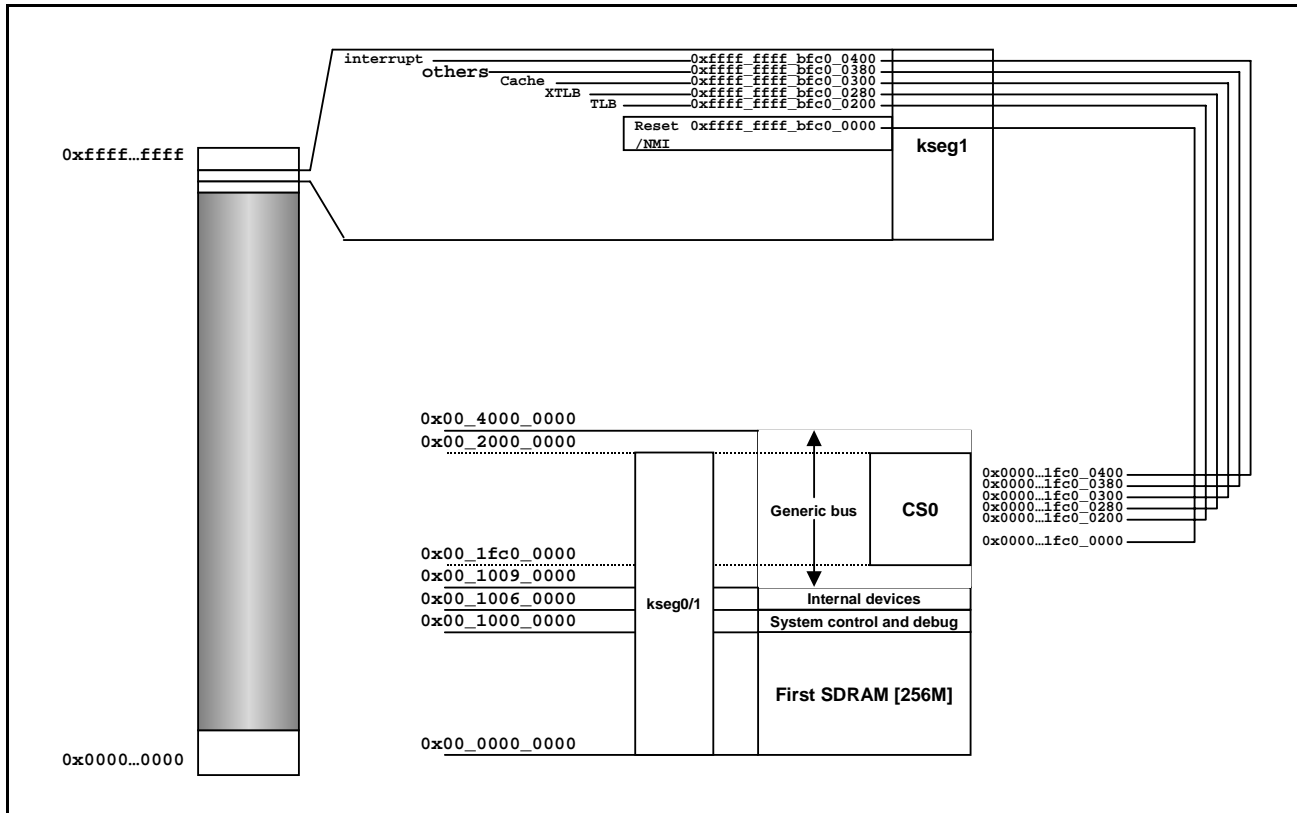 interrupt 0xffff_ffff_bfc0_0400
others 0xffff_ffff_bfc0_0380
Cache 0xffff_ffff_bfc0_0300
XTLB 0xffff_ffff_bfc0_0280
TLB 0xffff_ffff_bfc0_0200
Reset 0xffff_ffff_bfc0_0000
/NMI
kseg1
0xffff…ffff
0x00_4000_0000
0x00_2000_0000
0x0000…1fc0_0400
0x0000…1fc0_0380
0x0000…1fc0_0300
0x0000…1fc0_0280
0x0000…1fc0_0200
0x0000…1fc0_0000
Generic bus
CS0
0x00_1fc0_0000
0x00_1009_0000
0x00_1006_0000
0x00_1000_0000
kseg0/1
Internal devices
System control and debug
First SDRAM [256M]
0x00_0000_0000
0x0000…0000